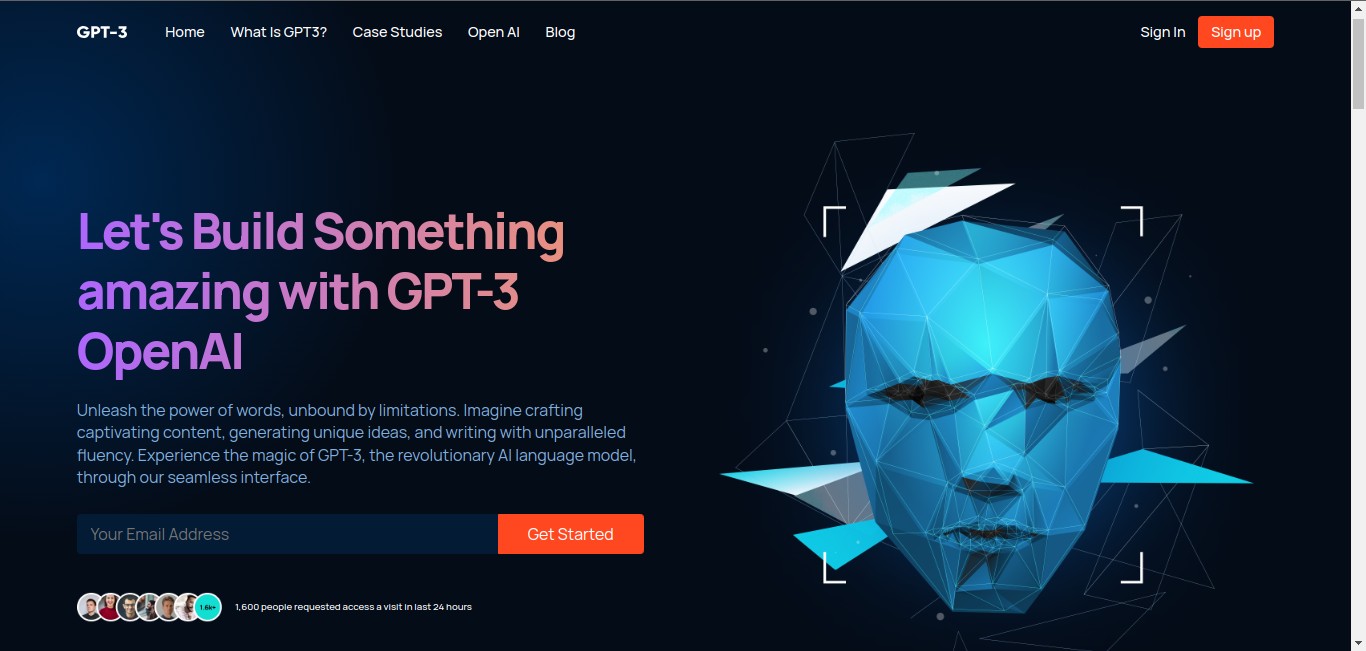 GPT-3 Home What Is GPT3? Case Studies Open AI Blog Sign In Sign up
Let's Build Something
amazing with GPT-3
OpenAI
Unleash the power of words, unbound by limitations. Imagine crafting
captivating content, generating unique ideas, and writing with unparalleled
fluency. Experience the magic of GPT-3, the revolutionary AI language model,
through our seamless interface.
Your Email Address Get Started
1.6k+ 1,600 people requested access a visit in last 24 hours